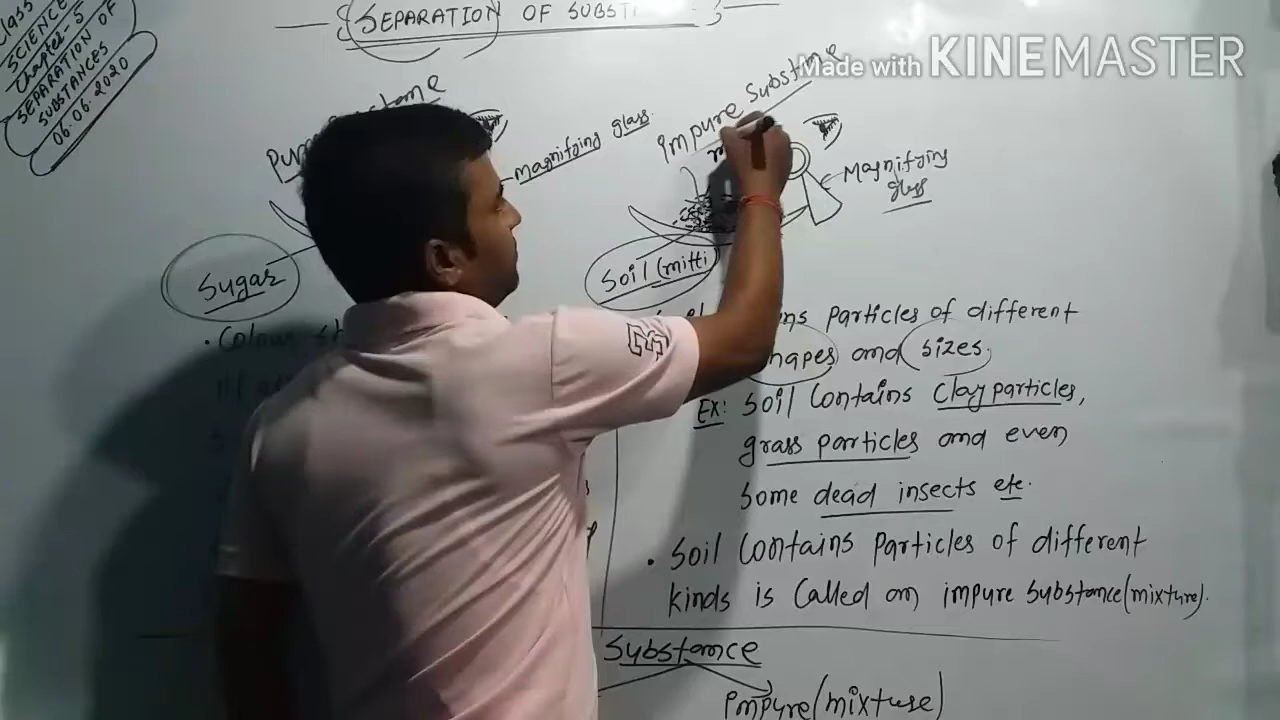 Class
SCIENCE
Chapter-5
SEPARATION OF
SUBSTANCES
06.06.2020
SEPARATION OF SUBST
Made with KINEMASTER
magnifying glass
Impure Substance
Magnifying
glass
Sugar
Soil (mitti
Colour
particles of different
shapes and sizes.
Ex: Soil Contains Clay particles,
grass particles and even
Some dead insects etc.
• Soil Contains Particles of different
kinds is Called an impure Substance(mixture).
Substance
Impure(mixture)